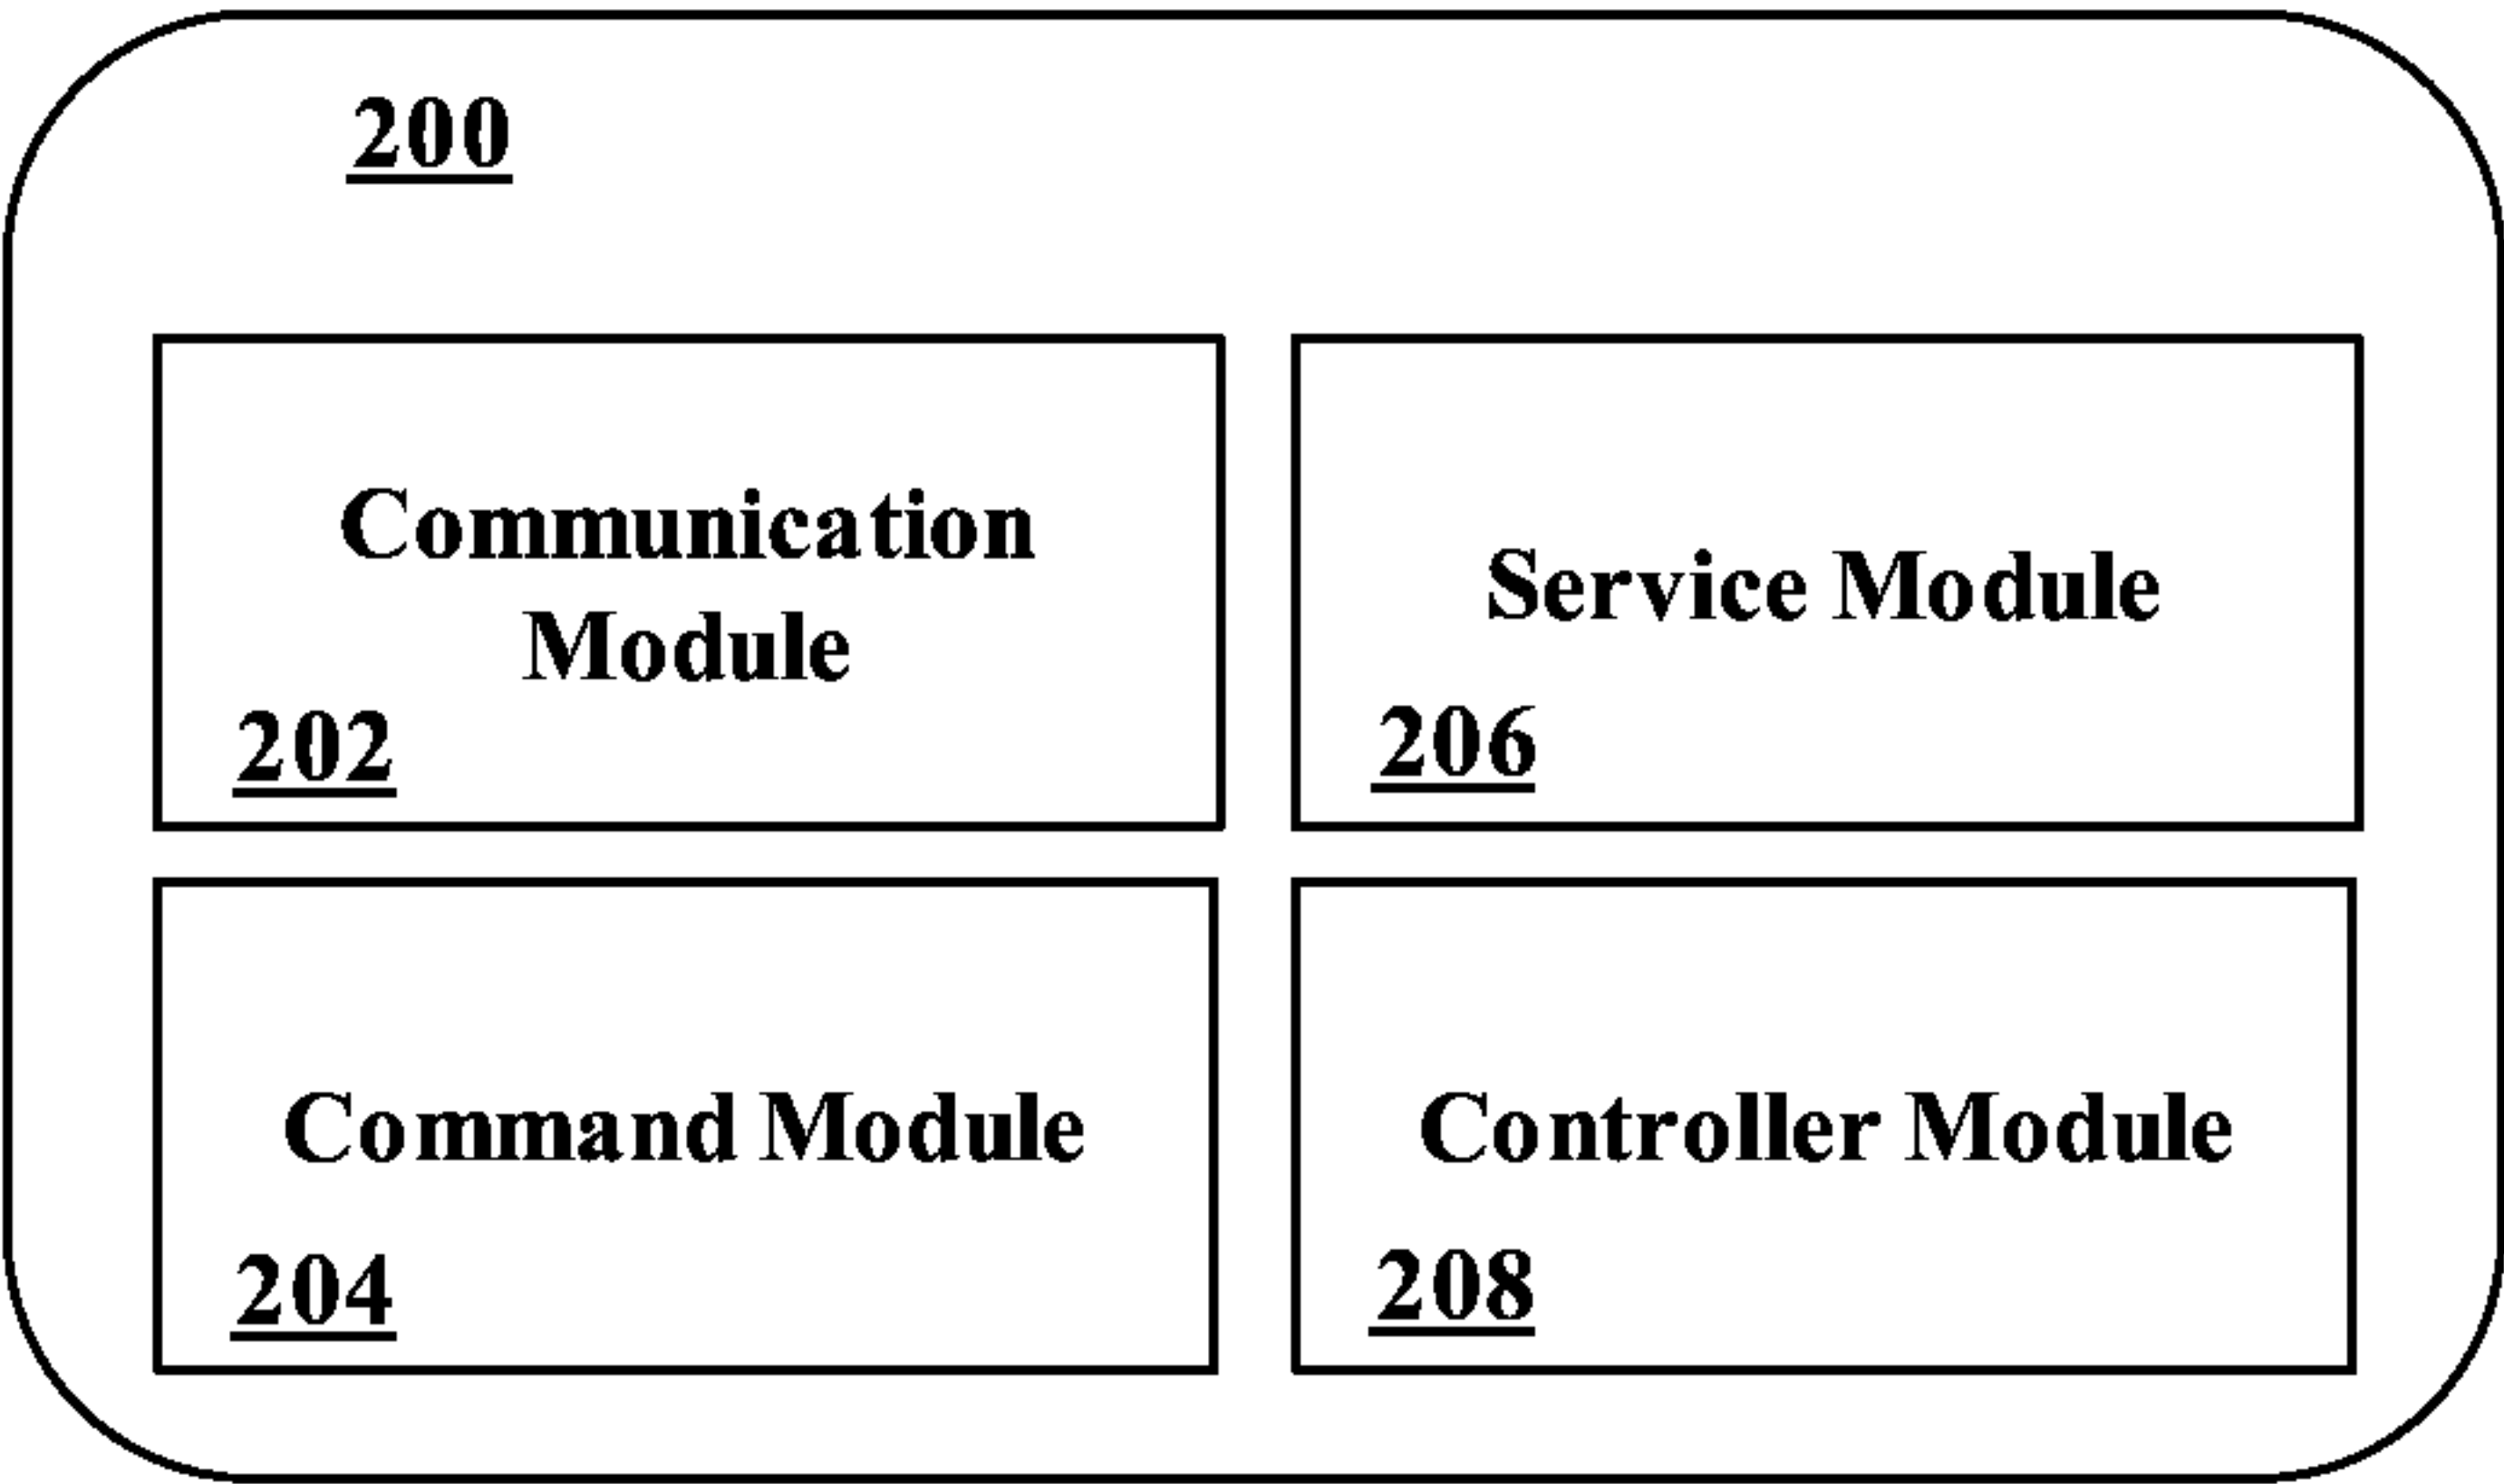 200
Communication
Module
202
Service Module
206
Command Module
204
Controller Module
208